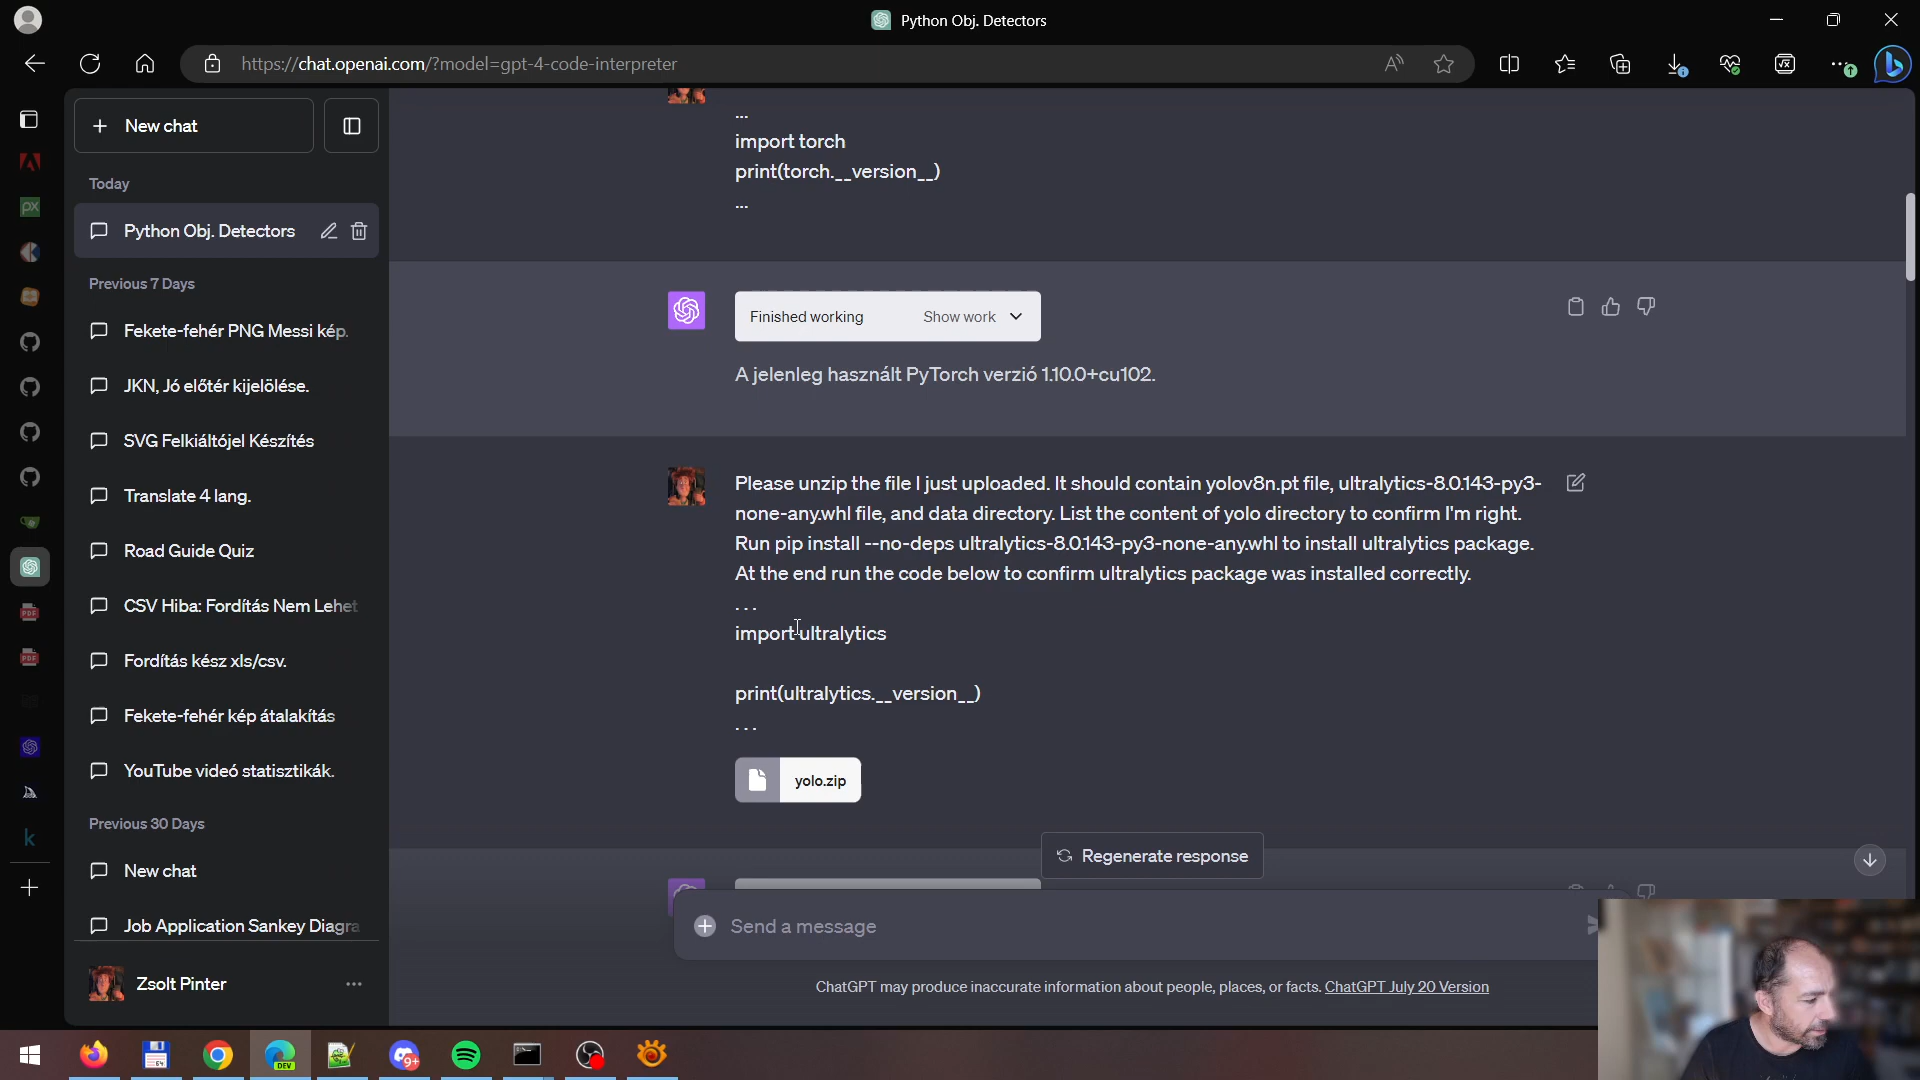 Python Obj. Detectors
https://chat.openai.com/?model=gpt-4-code-interpreter
New chat
Today
Python Obj. Detectors
Previous 7 Days
Fekete-fehér PNG Messi kép.
JKN, Jó előtér kijelölése.
SVG Felkiáltójel Készítés
Translate 4 lang.
Road Guide Quiz
CSV Hiba: Fordítás Nem Lehet
Fordítás kész xls/csv.
Fekete-fehér kép átalakítás
YouTube videó statisztikák.
Previous 30 Days
New chat
Job Application Sankey Diagra
Zsolt Pinter
...
import torch
print(torch.__version__)
...
Finished working
Show work
A jelenleg használt PyTorch verzió 1.10.0+cu102.
Please unzip the file I just uploaded. It should contain yolov8n.pt file, ultralytics-8.0.143-py3-
none-any.whl file, and data directory. List the content of yolo directory to confirm I'm right.
Run pip install --no-deps ultralytics-8.0.143-py3-none-any.whl to install ultralytics package.
At the end run the code below to confirm ultralytics package was installed correctly.
...
import ultralytics
print(ultralytics.__version__)
...
yolo.zip
Regenerate response
Send a message
ChatGPT may produce inaccurate information about people, places, or facts. ChatGPT July 20 Version
PX
PDF
PDF
k
DEV
64
9+